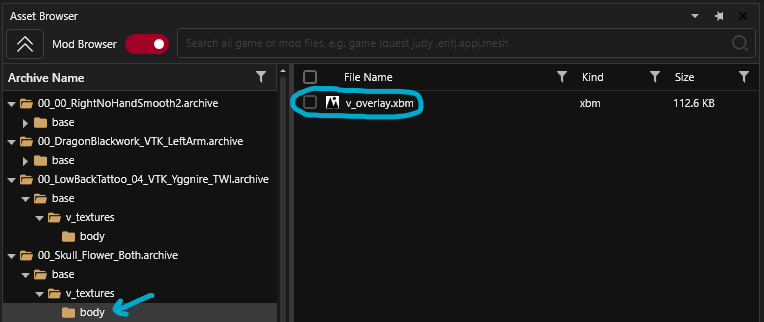 Asset Browser
Mod Browser
Search all game or mod files, e.g. game|quest judy .ent|.app|.mesh
Archive Name
File Name Kind Size
00_00_RightNoHandSmooth2.archive
v_overlay.xbm xbm 112.6 KB
base
00_DragonBlackwork_VTK_LeftArm.archive
base
00_LowBackTattoo_04_VTK_Yggnire_TWI.archive
base
v_textures
body
00_Skull_Flower_Both.archive
base
v_textures
body